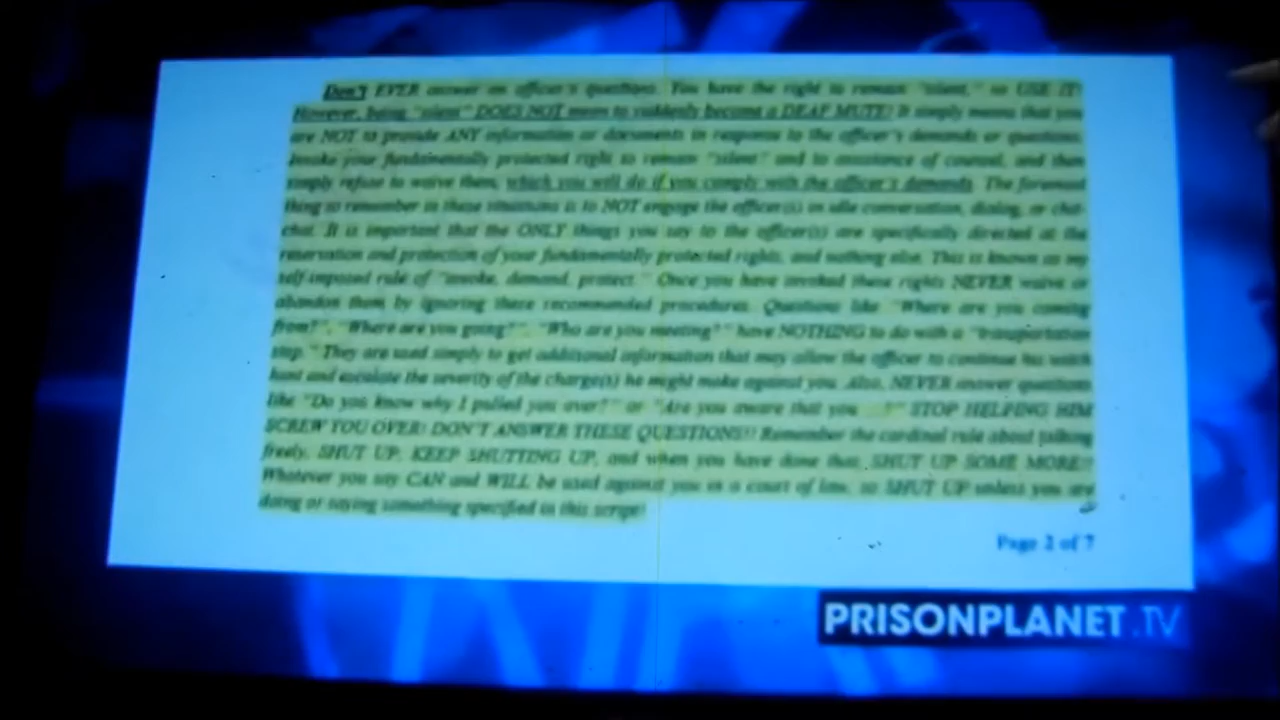 Don't EVER answer an officer's questions. You have the right to remain "silent," so USE IT!
However, being "silent" DOES NOT mean to suddenly become a DEAF MUTE! It simply means that you
are NOT to provide ANY information or documents in response to the officer's demands or questions.
Invoke your fundamentally protected right to remain "silent" and to assistance of counsel, and then
simply refuse to waive them, which you will do if you comply with the officer's demands. The foremost
thing to remember in these situations is to NOT engage the officer(s) in idle conversation, dialog, or chit-
chat. It is important that the ONLY things you say to the officer(s) are specifically directed at the
reservation and protection of your fundamentally protected rights, and nothing else. This is known as my
self-imposed rule of "invoke, demand, protect." Once you have invoked these rights NEVER waive or
abandon them by ignoring these recommended procedures. Questions like "Where are you coming
from?", "Where are you going?", "Who are you meeting?" have NOTHING to do with a "transportation
stop." They are used simply to get additional information that may allow the officer to continue his witch
hunt and escalate the severity of the charge(s) he might make against you. Also, NEVER answer questions
like "Do you know why I pulled you over?" or "Are you aware that you ...?" STOP HELPING HIM
SCREW YOU OVER! DON'T ANSWER THESE QUESTIONS!! Remember the cardinal rule about talking
freely, SHUT UP, KEEP SHUTTING UP, and when you have done that, SHUT UP SOME MORE!!
Whatever you say CAN and WILL be used against you in a court of law, so SHUT UP unless you are
doing or saying something specified in this script!
Page 2 of 7
PRISONPLANET.TV